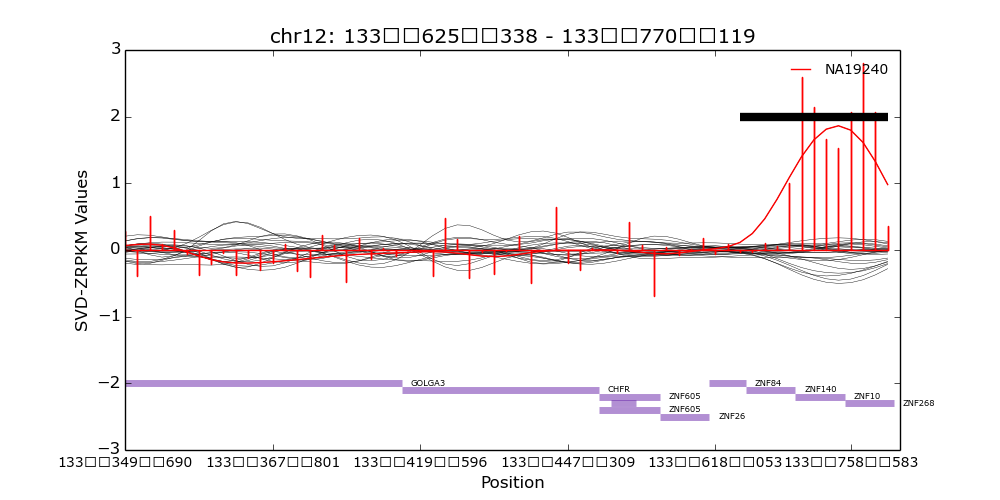 chr12: 133□□625□□338 - 133□□770□□119
NA19240
3
2
1
0
−1
−2
−3
SVD-ZRPKM Values
GOLGA3
CHFR
ZNF605
ZNF605
ZNF26
ZNF84
ZNF140
ZNF10
ZNF268
133□□349□□690 133□□367□□801 133□□419□□596 133□□447□□309 133□□618□□053 133□□758□□583
Position